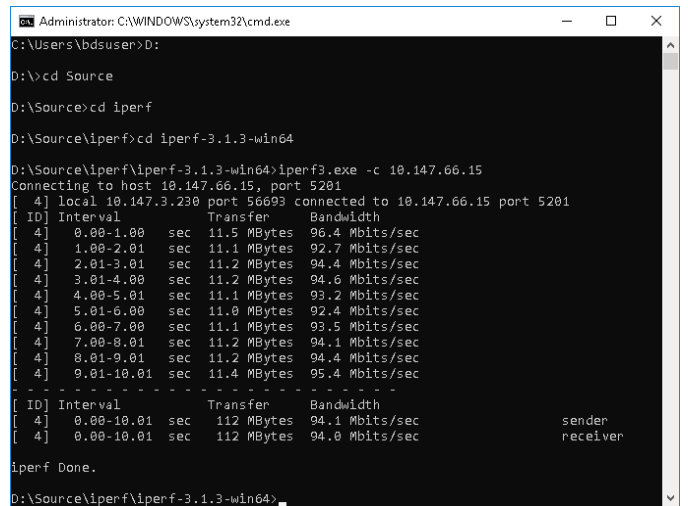 Administrator: C:\WINDOWS\system32\cmd.exe
C:\Users\bdsuser>D:
D:\>cd Source
D:\Source>cd iperf
D:\Source\iperf>cd iperf-3.1.3-win64
D:\Source\iperf\iperf-3.1.3-win64>iperf3.exe -c 10.147.66.15
Connecting to host 10.147.66.15, port 5201
[  4] local 10.147.3.230 port 56693 connected to 10.147.66.15 port 5201
[ ID] Interval           Transfer     Bandwidth
[  4]   0.00-1.00   sec  11.5 MBytes  96.4 Mbits/sec
[  4]   1.00-2.01   sec  11.1 MBytes  92.7 Mbits/sec
[  4]   2.01-3.01   sec  11.2 MBytes  94.4 Mbits/sec
[  4]   3.01-4.00   sec  11.2 MBytes  94.6 Mbits/sec
[  4]   4.00-5.01   sec  11.1 MBytes  93.2 Mbits/sec
[  4]   5.01-6.00   sec  11.0 MBytes  92.4 Mbits/sec
[  4]   6.00-7.00   sec  11.1 MBytes  93.5 Mbits/sec
[  4]   7.00-8.01   sec  11.2 MBytes  94.1 Mbits/sec
[  4]   8.01-9.01   sec  11.2 MBytes  94.4 Mbits/sec
[  4]   9.01-10.01  sec  11.4 MBytes  95.4 Mbits/sec
- - - - - - - - - - - - - - - - - - - - - - - - -
[ ID] Interval           Transfer     Bandwidth
[  4]   0.00-10.01  sec   112 MBytes  94.1 Mbits/sec                  sender
[  4]   0.00-10.01  sec   112 MBytes  94.0 Mbits/sec                  receiver
iperf Done.
D:\Source\iperf\iperf-3.1.3-win64>_